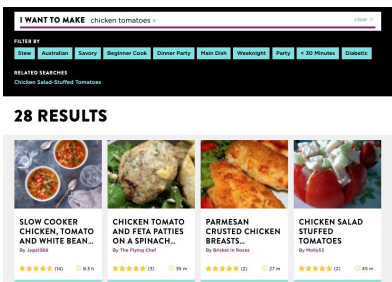 I WANT TO MAKE chicken tomatoes × clear ×
FILTER BY
Stew Australian Savory Beginner Cook Dinner Party Main Dish Weeknight Party < 30 Minutes Diabetic
RELATED SEARCHES
Chicken Salad-Stuffed Tomatoes
28 RESULTS
SLOW COOKER
CHICKEN, TOMATO
AND WHITE BEAN...
By Jypsi369
(14) 8.3 h
CHICKEN TOMATO
AND FETA PATTIES
ON A SPINACH...
By The Flying Chef
(3) 35 m
PARMESAN
CRUSTED CHICKEN
BREASTS...
By Brisket in Roses
(2) 27 m
CHICKEN SALAD
STUFFED
TOMATOES
By Molly53
(2) 45 m